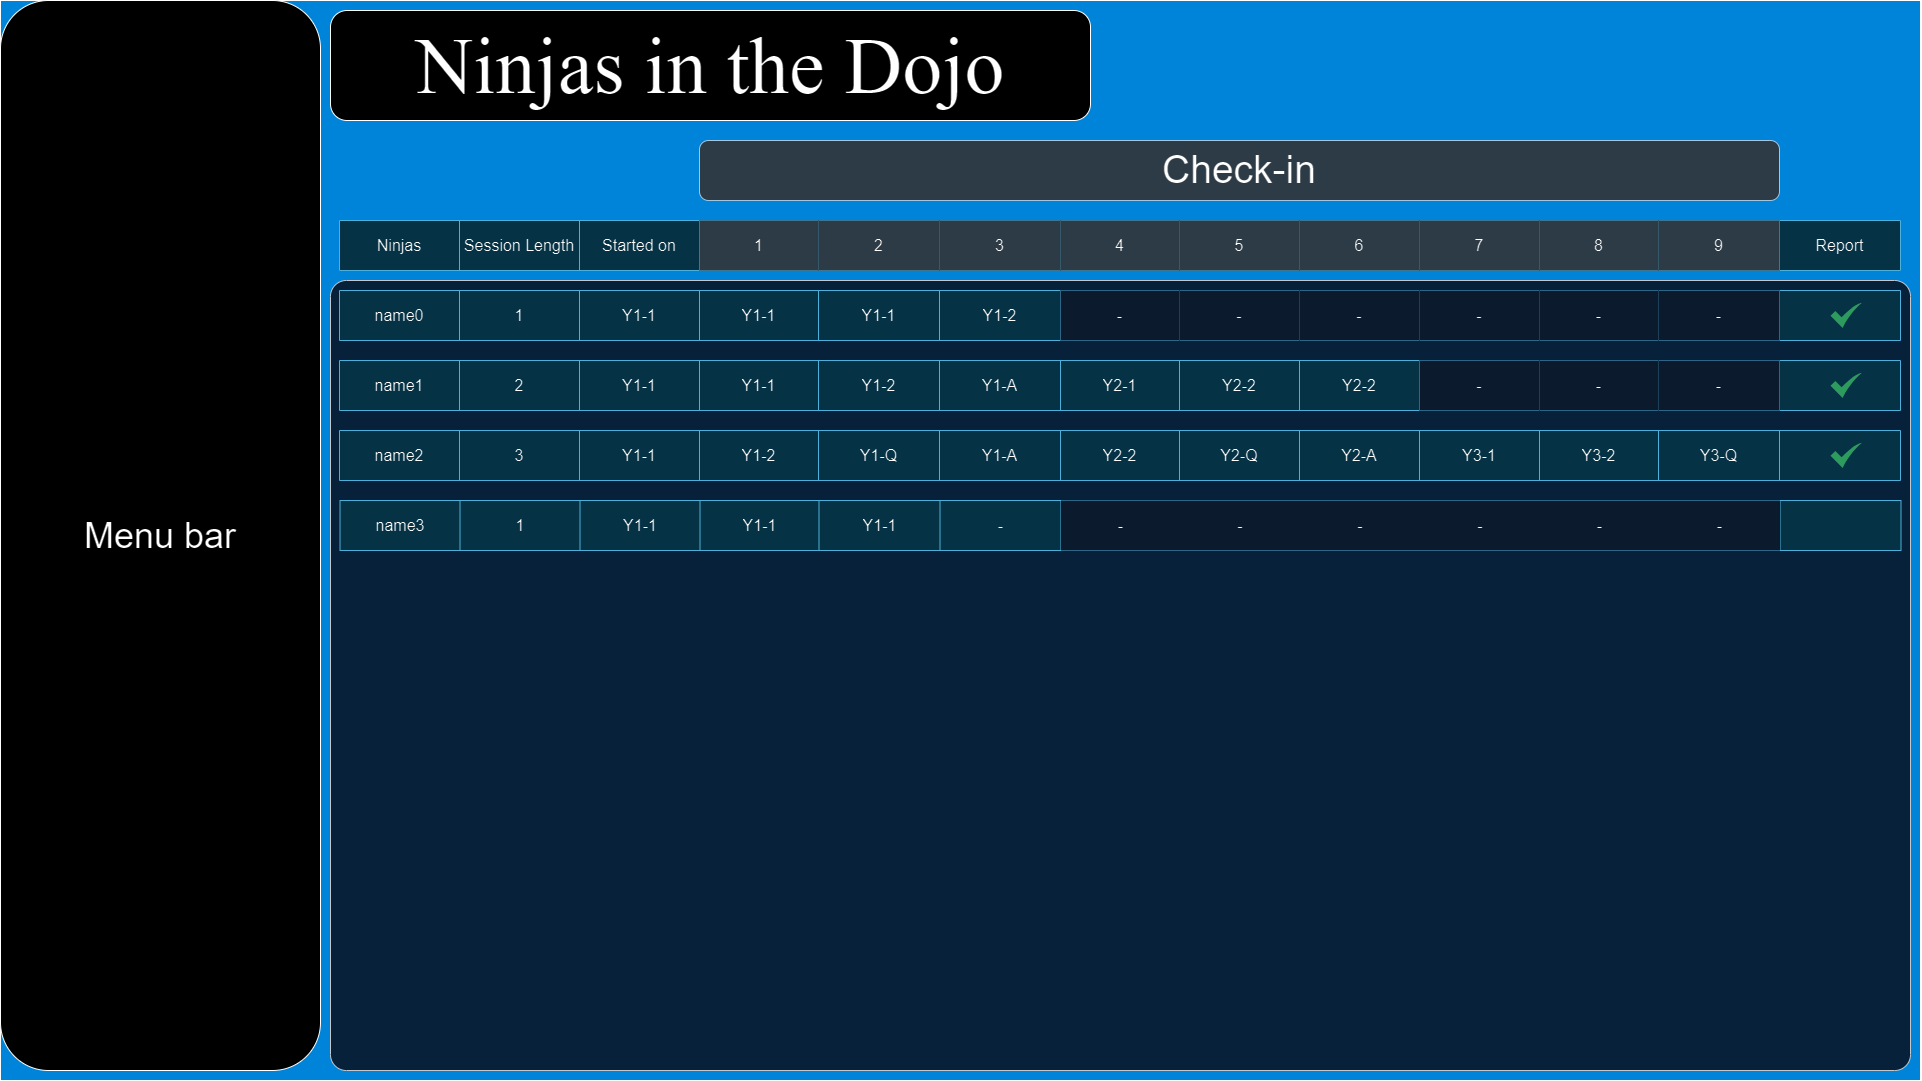 Ninjas in the Dojo
Check-in
Ninjas Session Length Started on 1 2 3 4 5 6 7 8 9 Report
name0 1 Y1-1 Y1-1 Y1-1 Y1-2 - - - - - -
name1 2 Y1-1 Y1-1 Y1-2 Y1-A Y2-1 Y2-2 Y2-2 - - -
name2 3 Y1-1 Y1-2 Y1-Q Y1-A Y2-2 Y2-Q Y2-A Y3-1 Y3-2 Y3-Q
name3 1 Y1-1 Y1-1 Y1-1 - - - - - - -
Menu bar